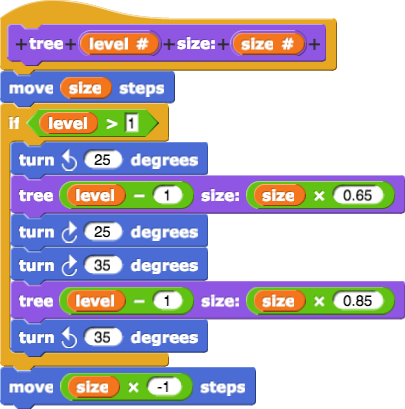 + tree + level # + size: + size # +
move size steps
if level > 1
turn ↺ 25 degrees
tree level − 1 size: size × 0.65
turn ↻ 25 degrees
turn ↻ 35 degrees
tree level − 1 size: size × 0.85
turn ↺ 35 degrees
move size × -1 steps